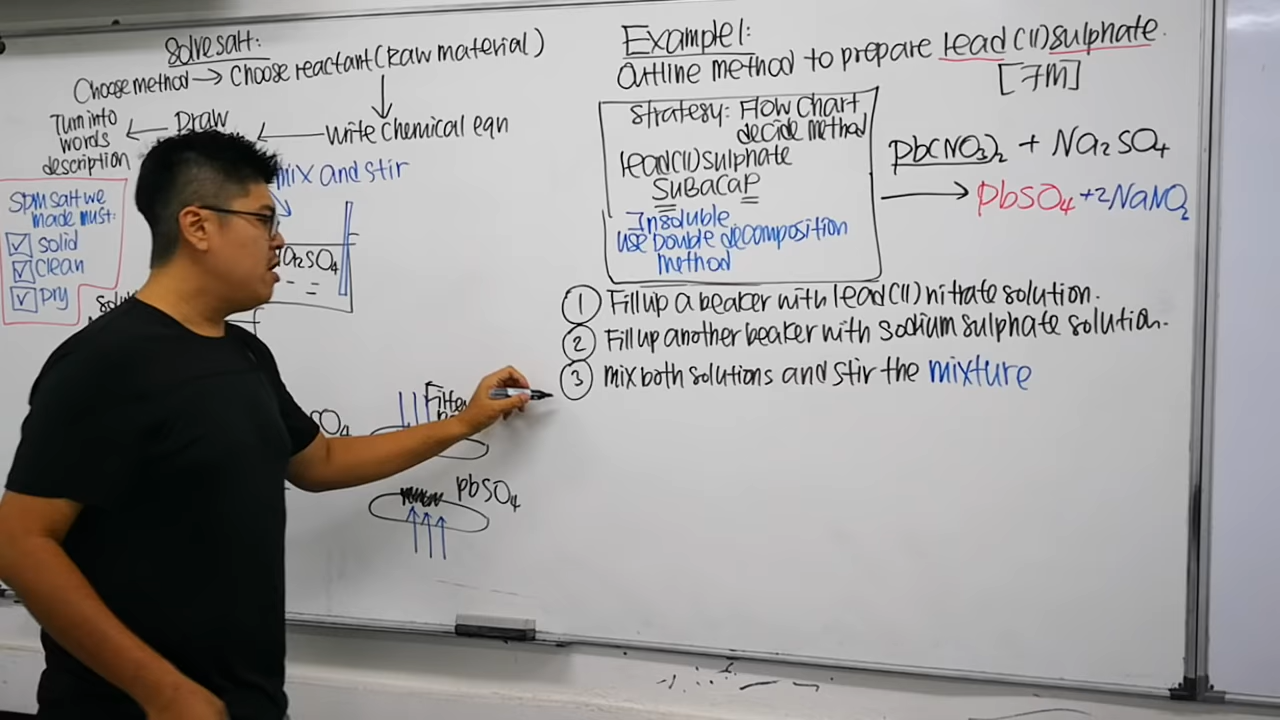 Solve salt:
Choose method → Choose reactant (Raw material)
Write Chemical eqn
Draw
Turn into
words
description
mix and stir
SPM salt we
made must:
solid
clean
Dry
PbSO4
Example 1:
Outline method to prepare lead (II) sulphate.
[7M]
Strategy: Flow Chart
decide method
lead(II) sulphate
SUBACAP
Insoluble
use Double decomposition
method
Pb(NO3)2 + Na2SO4
→ PbSO4 + 2NaNO2
1 Fill up a beaker with lead(II) nitrate solution.
2 Fill up another beaker with sodium sulphate solution.
3 mix both solutions and stir the mixture